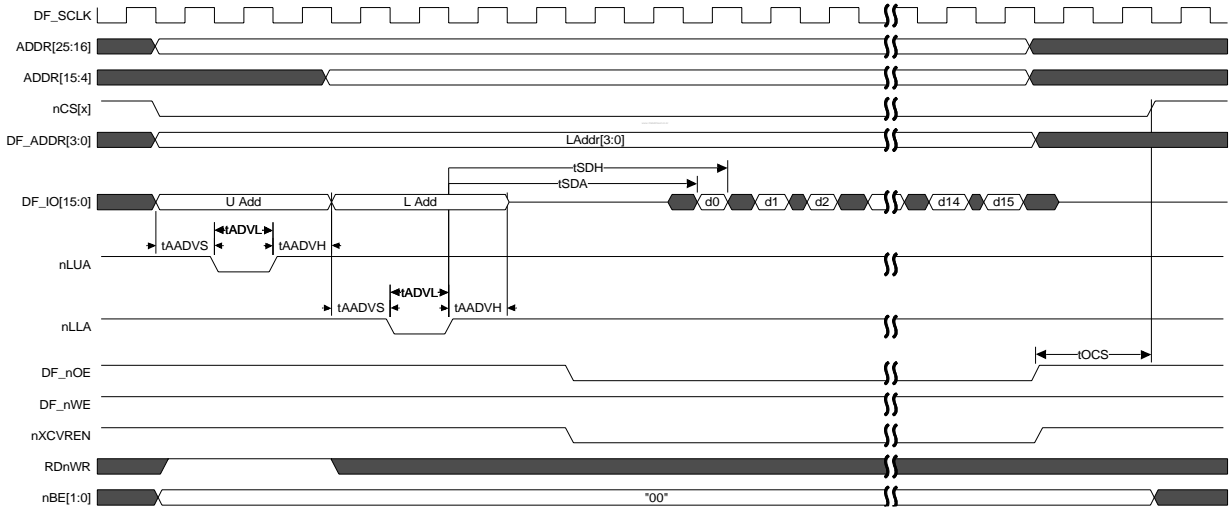 DF_SCLK
ADDR[25:16]
ADDR[15:4]
nCS[x]
DF_ADDR[3:0] LAddr[3:0]
tSDH
tSDA
DF_IO[15:0] U Add L Add d0 d1 d2 d14 d15
tAADVS tADVL tAADVH
nLUA
tAADVS tADVL tAADVH
nLLA
tOCS
DF_nOE
DF_nWE
nXCVREN
RDnWR
nBE[1:0] "00"